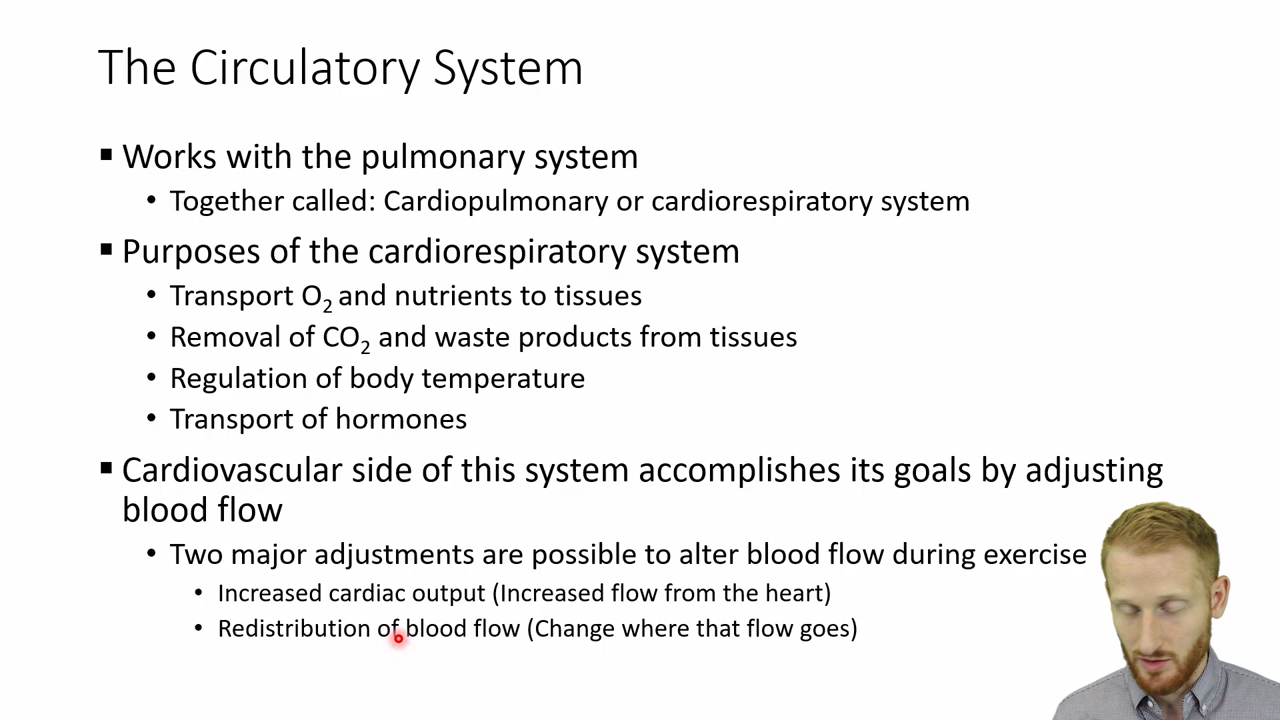 The Circulatory System
▪ Works with the pulmonary system
• Together called: Cardiopulmonary or cardiorespiratory system
▪ Purposes of the cardiorespiratory system
• Transport O₂ and nutrients to tissues
• Removal of CO₂ and waste products from tissues
• Regulation of body temperature
• Transport of hormones
▪ Cardiovascular side of this system accomplishes its goals by adjusting
blood flow
• Two major adjustments are possible to alter blood flow during exercise
• Increased cardiac output (Increased flow from the heart)
• Redistribution of blood flow (Change where that flow goes)